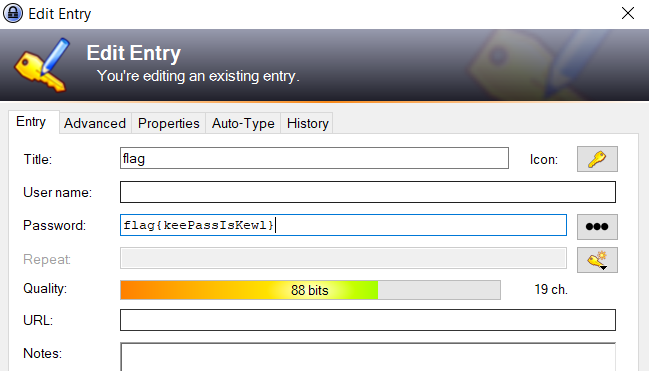 Edit Entry
Edit Entry
You're editing an existing entry.
Entry Advanced Properties Auto-Type History
Title: flag Icon:
User name:
Password: flag{keePassIsKewl}
Repeat:
Quality: 88 bits 19 ch.
URL:
Notes: